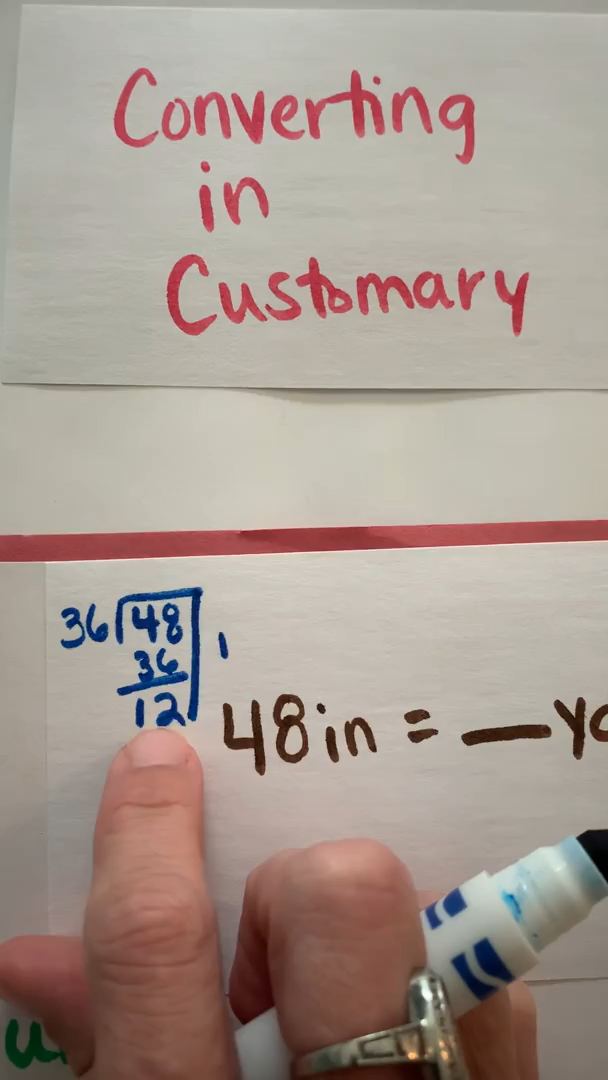 Converting
in
Customary
36 48 1
36
12
48in = _ y